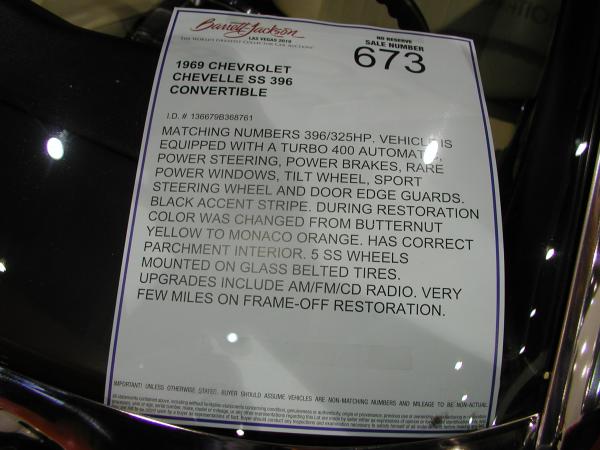 Barrett-Jackson
LAS VEGAS 2010
THE WORLD'S GREATEST COLLECTOR CAR AUCTIONS
NO RESERVE
SALE NUMBER
673
1969 CHEVROLET
CHEVELLE SS 396
CONVERTIBLE
I.D. # 136679B368761
MATCHING NUMBERS 396/325HP. VEHICLE IS
EQUIPPED WITH A TURBO 400 AUTOMATIC,
POWER STEERING, POWER BRAKES, RARE
POWER WINDOWS, TILT WHEEL, SPORT
STEERING WHEEL AND DOOR EDGE GUARDS.
BLACK ACCENT STRIPE. DURING RESTORATION
COLOR WAS CHANGED FROM BUTTERNUT
YELLOW TO MONACO ORANGE. HAS CORRECT
PARCHMENT INTERIOR. 5 SS WHEELS
MOUNTED ON GLASS BELTED TIRES.
UPGRADES INCLUDE AM/FM/CD RADIO. VERY
FEW MILES ON FRAME-OFF RESTORATION.
IMPORTANT! UNLESS OTHERWISE STATED, BUYER SHOULD ASSUME VEHICLES ARE NON-MATCHING NUMBERS AND MILEAGE TO BE NON-ACTUAL.